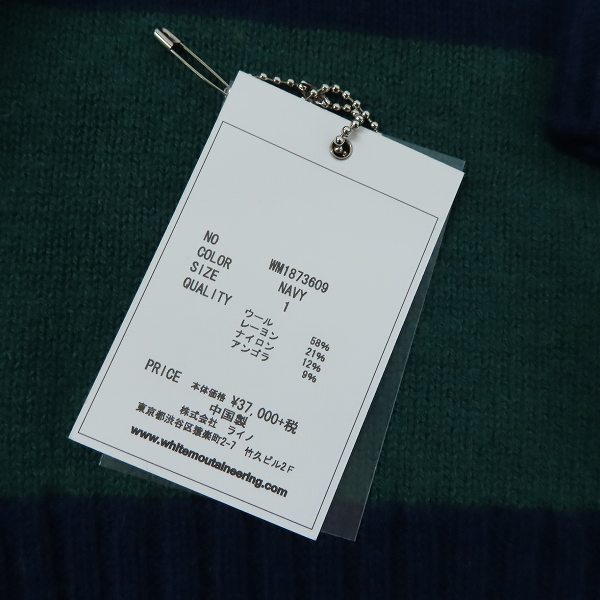 NO WM1873609
COLOR NAVY
SIZE 1
QUALITY
ウール 58%
レーヨン 21%
ナイロン 12%
アンゴラ 9%
PRICE 本体価格 ¥37,000+税
中国製
株式会社 ライノ
東京都渋谷区猿楽町2-7 竹久ビル2F
www.whitemoutaineering.com